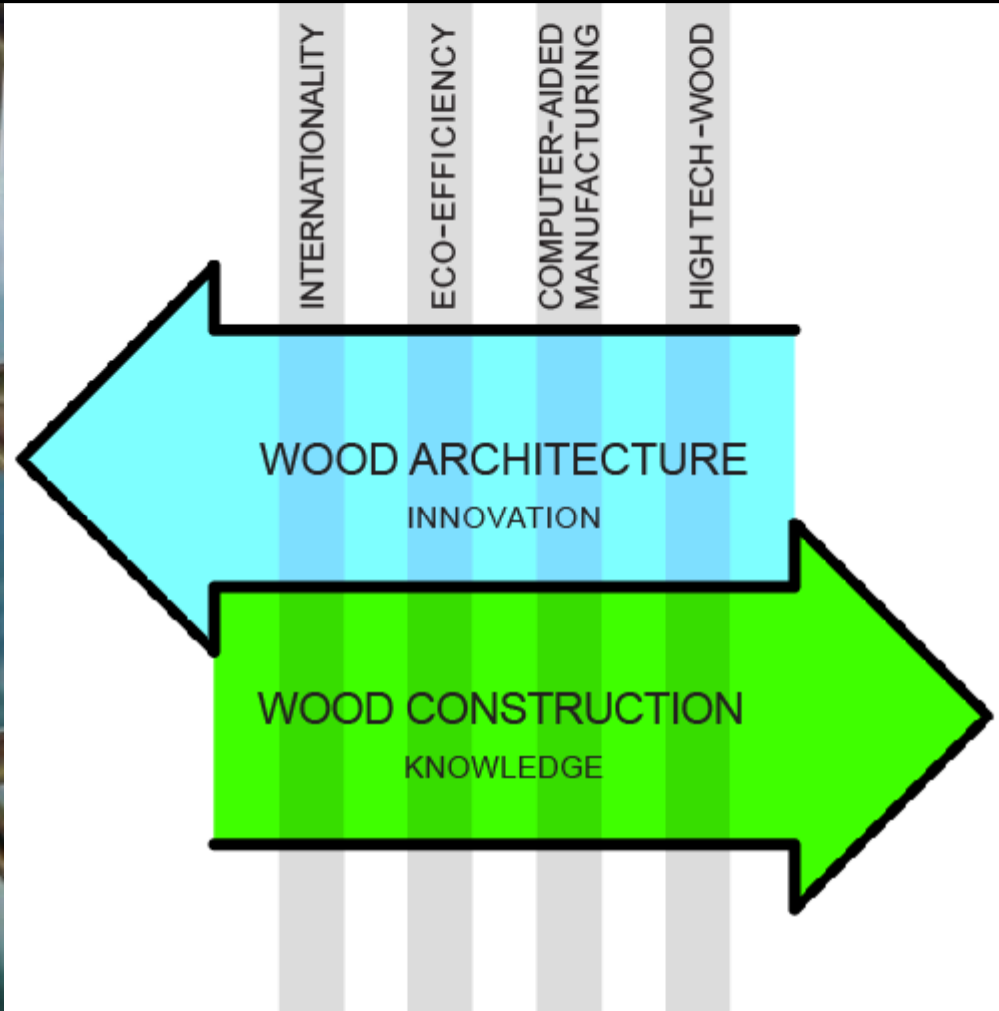 INTERNATIONALITY
ECO-EFFICIENCY
COMPUTER-AIDED
MANUFACTURING
HIGH TECH-WOOD
WOOD ARCHITECTURE
INNOVATION
WOOD CONSTRUCTION
KNOWLEDGE